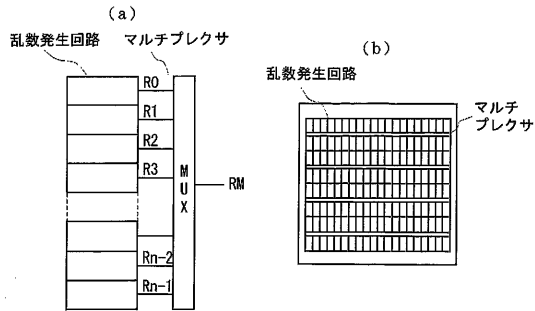 (a)
乱数発生回路
マルチプレクサ
R0
R1
R2
R3
MUX
RM
Rn-2
Rn-1
(b)
乱数発生回路
マルチ
プレクサ